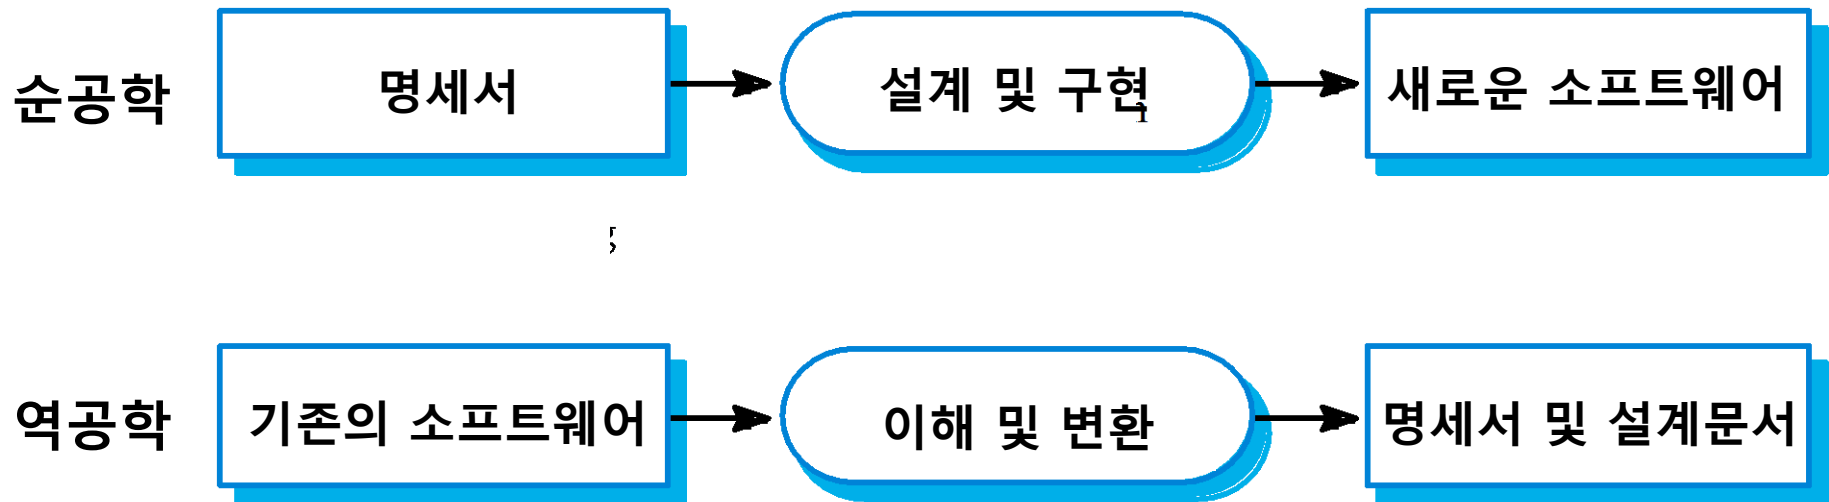 순공학
명세서
설계 및 구현
새로운 소프트웨어
역공학
기존의 소프트웨어
이해 및 변환
명세서 및 설계문서